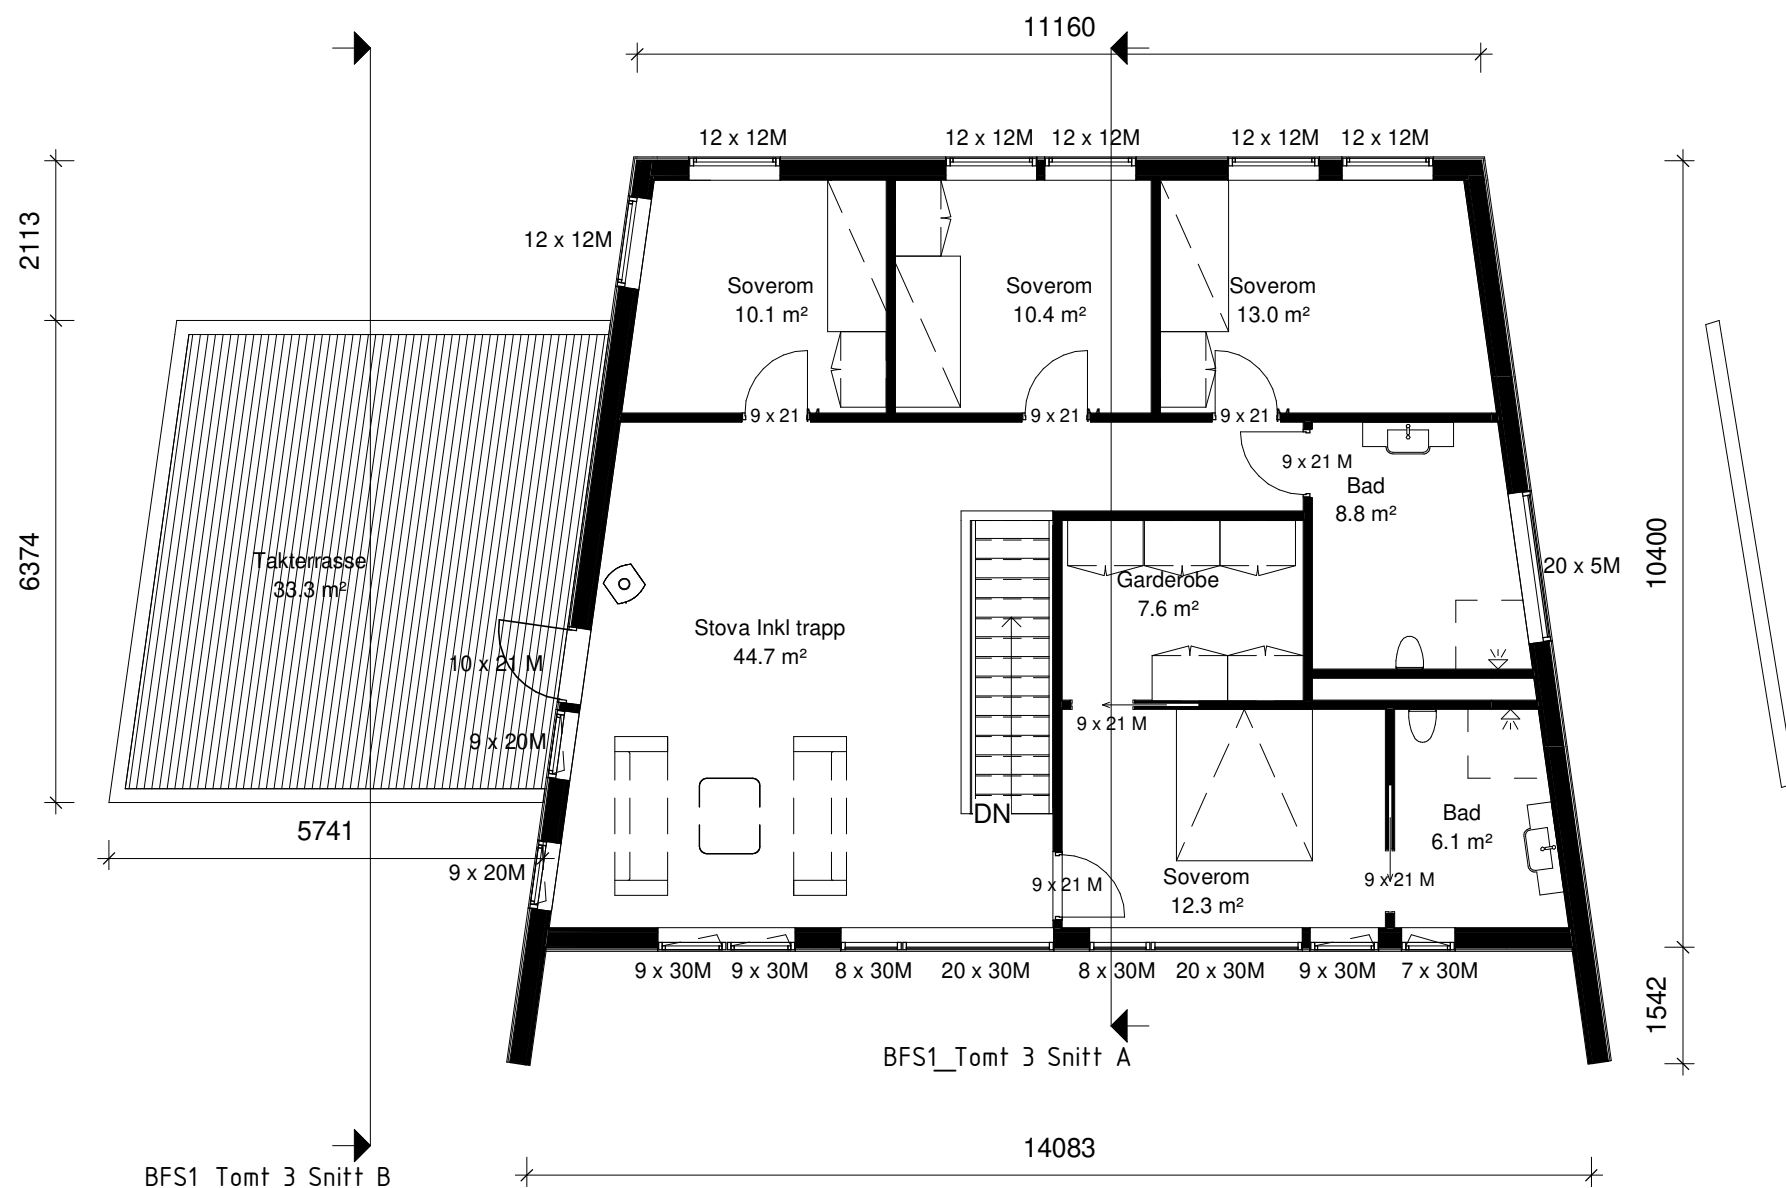 11160
12 x 12M
12 x 12M
12 x 12M
12 x 12M
12 x 12M
2113
12 x 12M
Soverom
10.1 m²
Soverom
10.4 m²
Soverom
13.0 m²
9 x 21
9 x 21
9 x 21
9 x 21 M
Bad
8.8 m²
6374
10400
Takterrasse
33.3 m²
20 x 5M
Garderobe
7.6 m²
Stova Inkl trapp
44.7 m²
10 x 21 M
9 x 21 M
9 x 20M
DN
Bad
6.1 m²
5741
9 x 20M
9 x 21 M
Soverom
12.3 m²
9 x 21 M
9 x 30M
9 x 30M
8 x 30M
20 x 30M
8 x 30M
20 x 30M
9 x 30M
7 x 30M
1542
BFS1_Tomt 3 Snitt A
14083
BFS1 Tomt 3 Snitt B